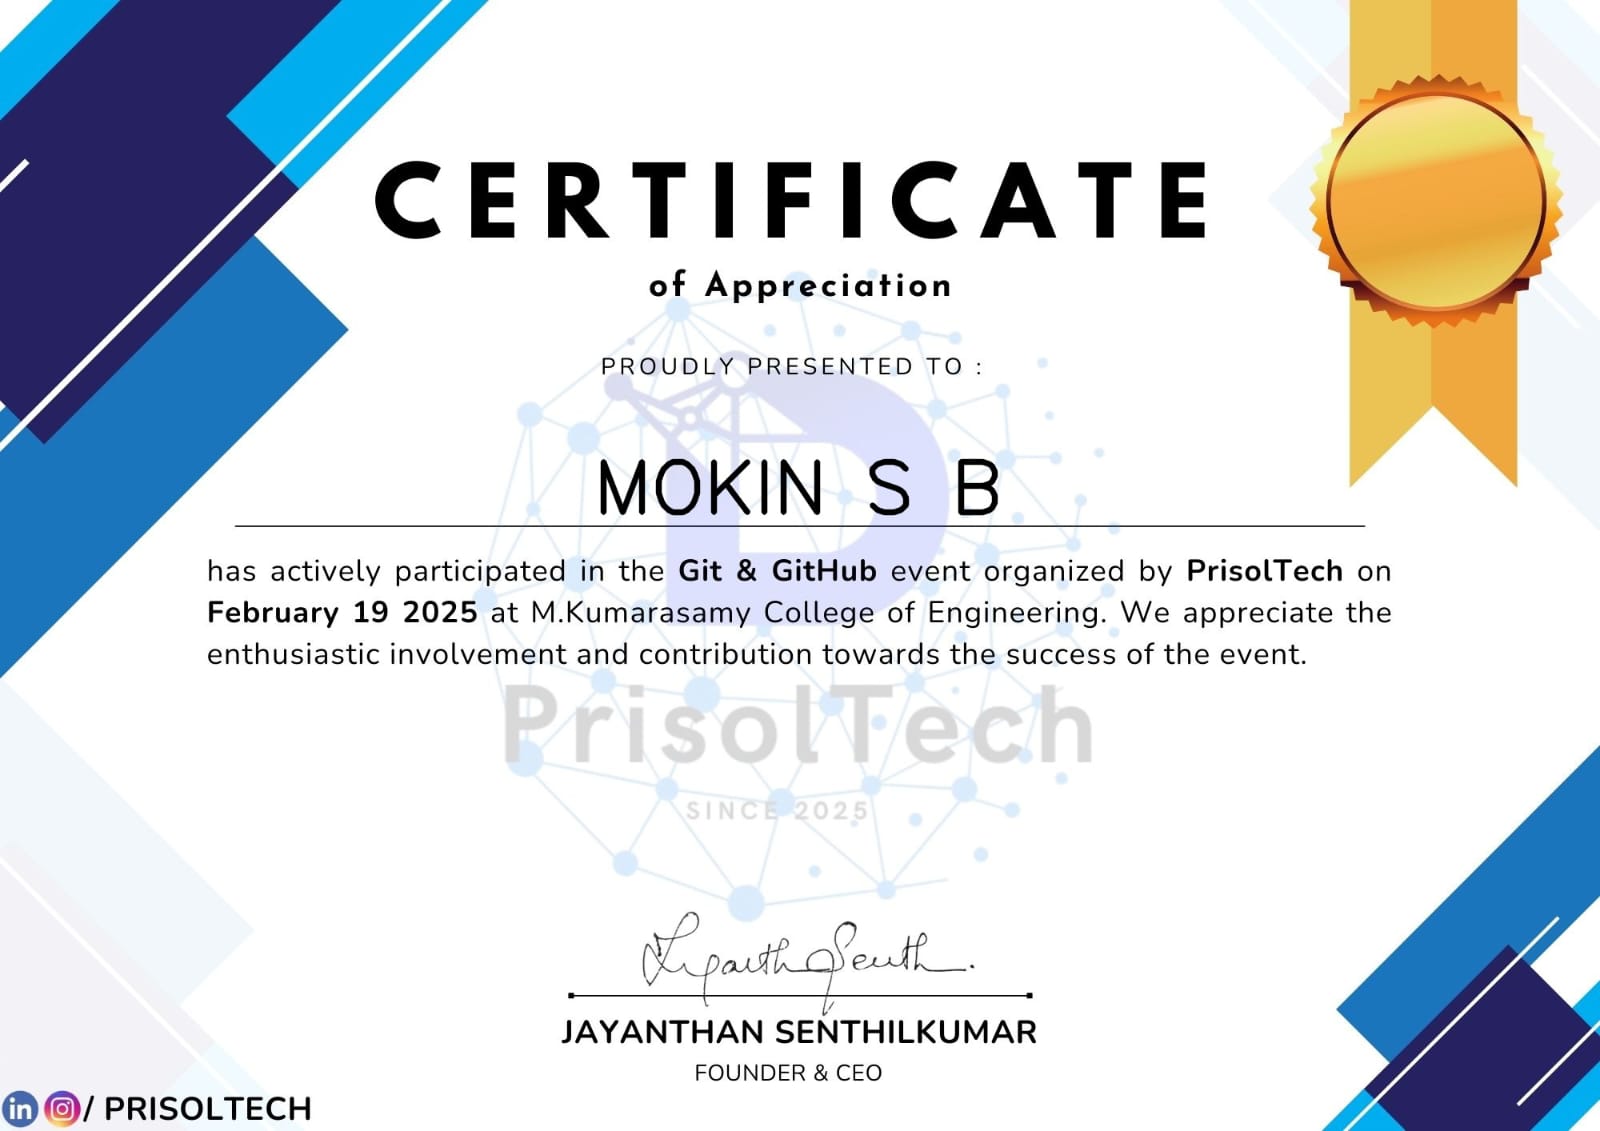 CERTIFICATE
of Appreciation
PROUDLY PRESENTED TO :
MOKIN S B
has actively participated in the Git & GitHub event organized by PrisolTech on
February 19 2025 at M.Kumarasamy College of Engineering. We appreciate the
enthusiastic involvement and contribution towards the success of the event.
PrisolTech
SINCE 2025
JAYANTHAN SENTHILKUMAR
FOUNDER & CEO
in / PRISOLTECH